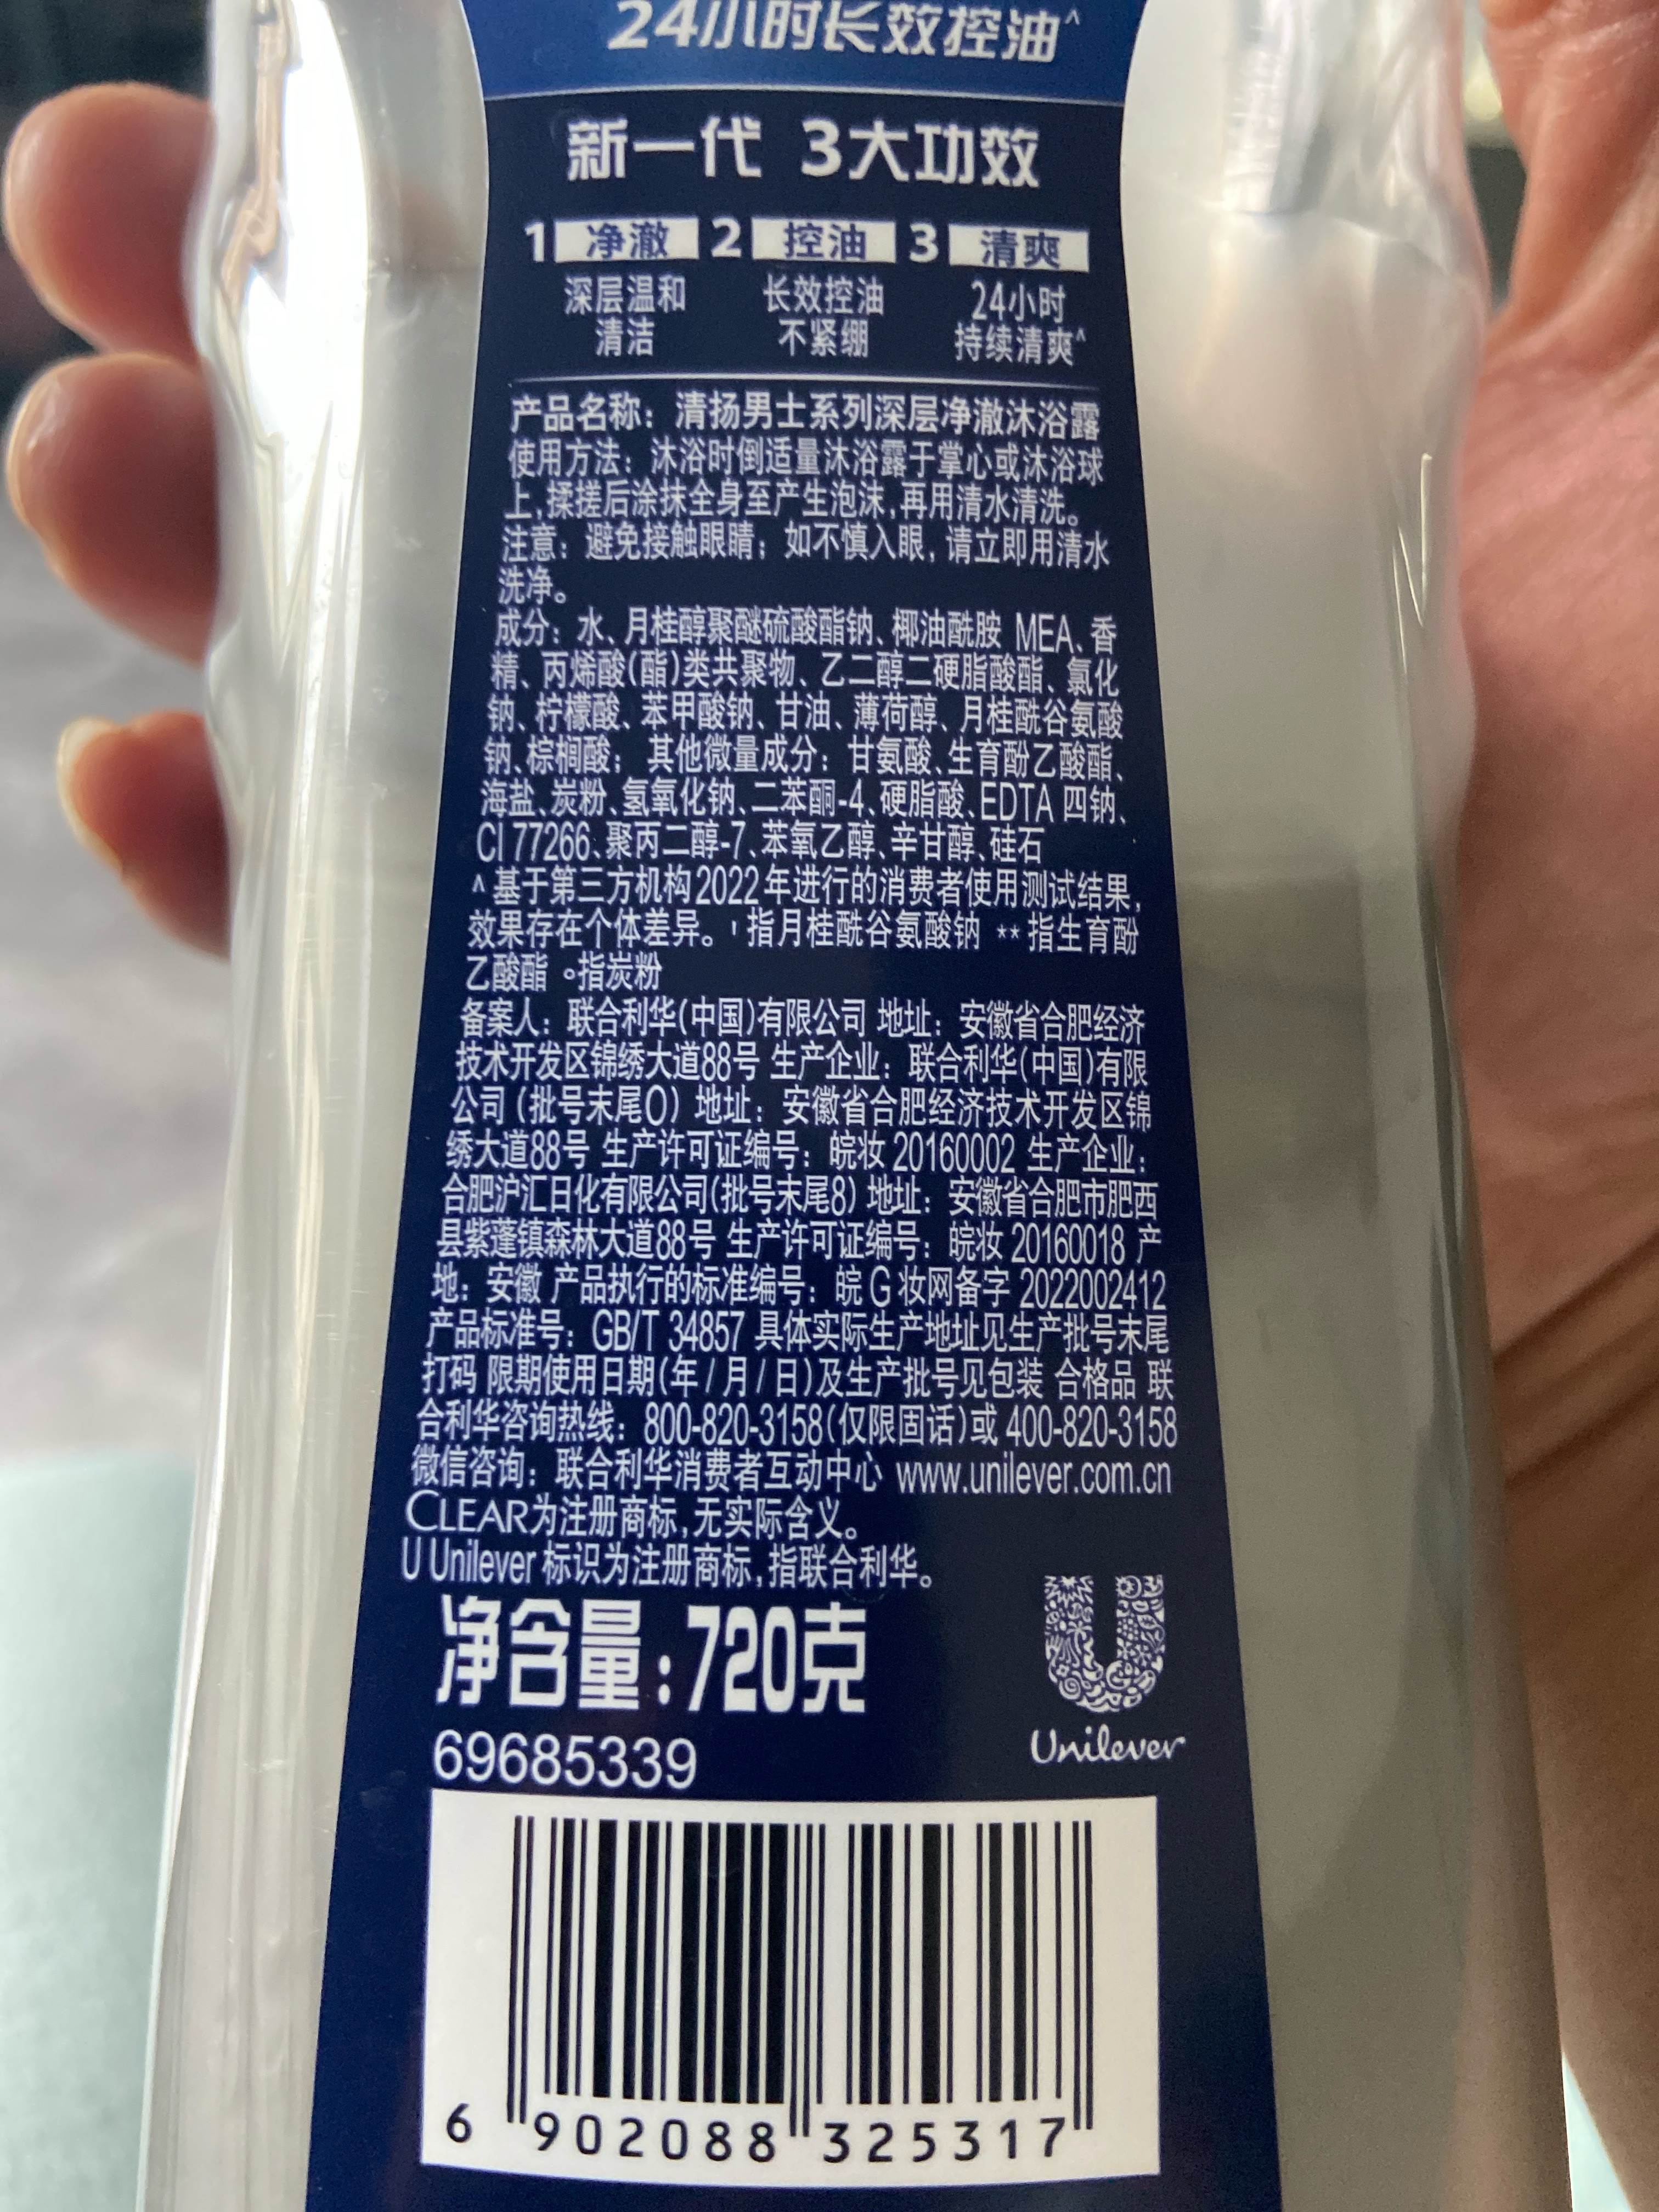 24小时长效控油^
新一代 3大功效
1 净澈 2 控油 3 清爽
深层温和 长效控油 24小时
清洁 不紧绷 持续清爽^
产品名称：清扬男士系列深层净澈沐浴露
使用方法：沐浴时倒适量沐浴露于掌心或沐浴球
上,揉搓后涂抹全身至产生泡沫,再用清水清洗。
注意：避免接触眼睛；如不慎入眼,请立即用清水
洗净。
成分：水、月桂醇聚醚硫酸酯钠、椰油酰胺 MEA、香
精、丙烯酸(酯)类共聚物、乙二醇二硬脂酸酯、氯化
钠、柠檬酸、苯甲酸钠、甘油、薄荷醇、月桂酰谷氨酸
钠、棕榈酸；其他微量成分：甘氨酸、生育酚乙酸酯、
海盐、炭粉、氢氧化钠、二苯酮-4、硬脂酸、EDTA 四钠、
CI 77266、聚丙二醇-7、苯氧乙醇、辛甘醇、硅石
^基于第三方机构2022年进行的消费者使用测试结果,
效果存在个体差异。ˈ指月桂酰谷氨酸钠 **指生育酚
乙酸酯 ∘指炭粉
备案人：联合利华(中国)有限公司 地址：安徽省合肥经济
技术开发区锦绣大道88号 生产企业：联合利华(中国)有限
公司 (批号末尾O) 地址：安徽省合肥经济技术开发区锦
绣大道88号 生产许可证编号：皖妆 20160002 生产企业：
合肥沪汇日化有限公司(批号末尾8) 地址：安徽省合肥市肥西
县紫蓬镇森林大道88号 生产许可证编号：皖妆 20160018 产
地：安徽 产品执行的标准编号：皖 G 妆网备字 2022002412
产品标准号：GB/T 34857 具体实际生产地址见生产批号末尾
打码 限期使用日期(年/月/日)及生产批号见包装 合格品 联
合利华咨询热线：800-820-3158(仅限固话)或 400-820-3158
微信咨询：联合利华消费者互动中心 www.unilever.com.cn
CLEAR为注册商标,无实际含义。
U Unilever 标识为注册商标,指联合利华。
净含量:720克
69685339
Unilever
6 902088 325317